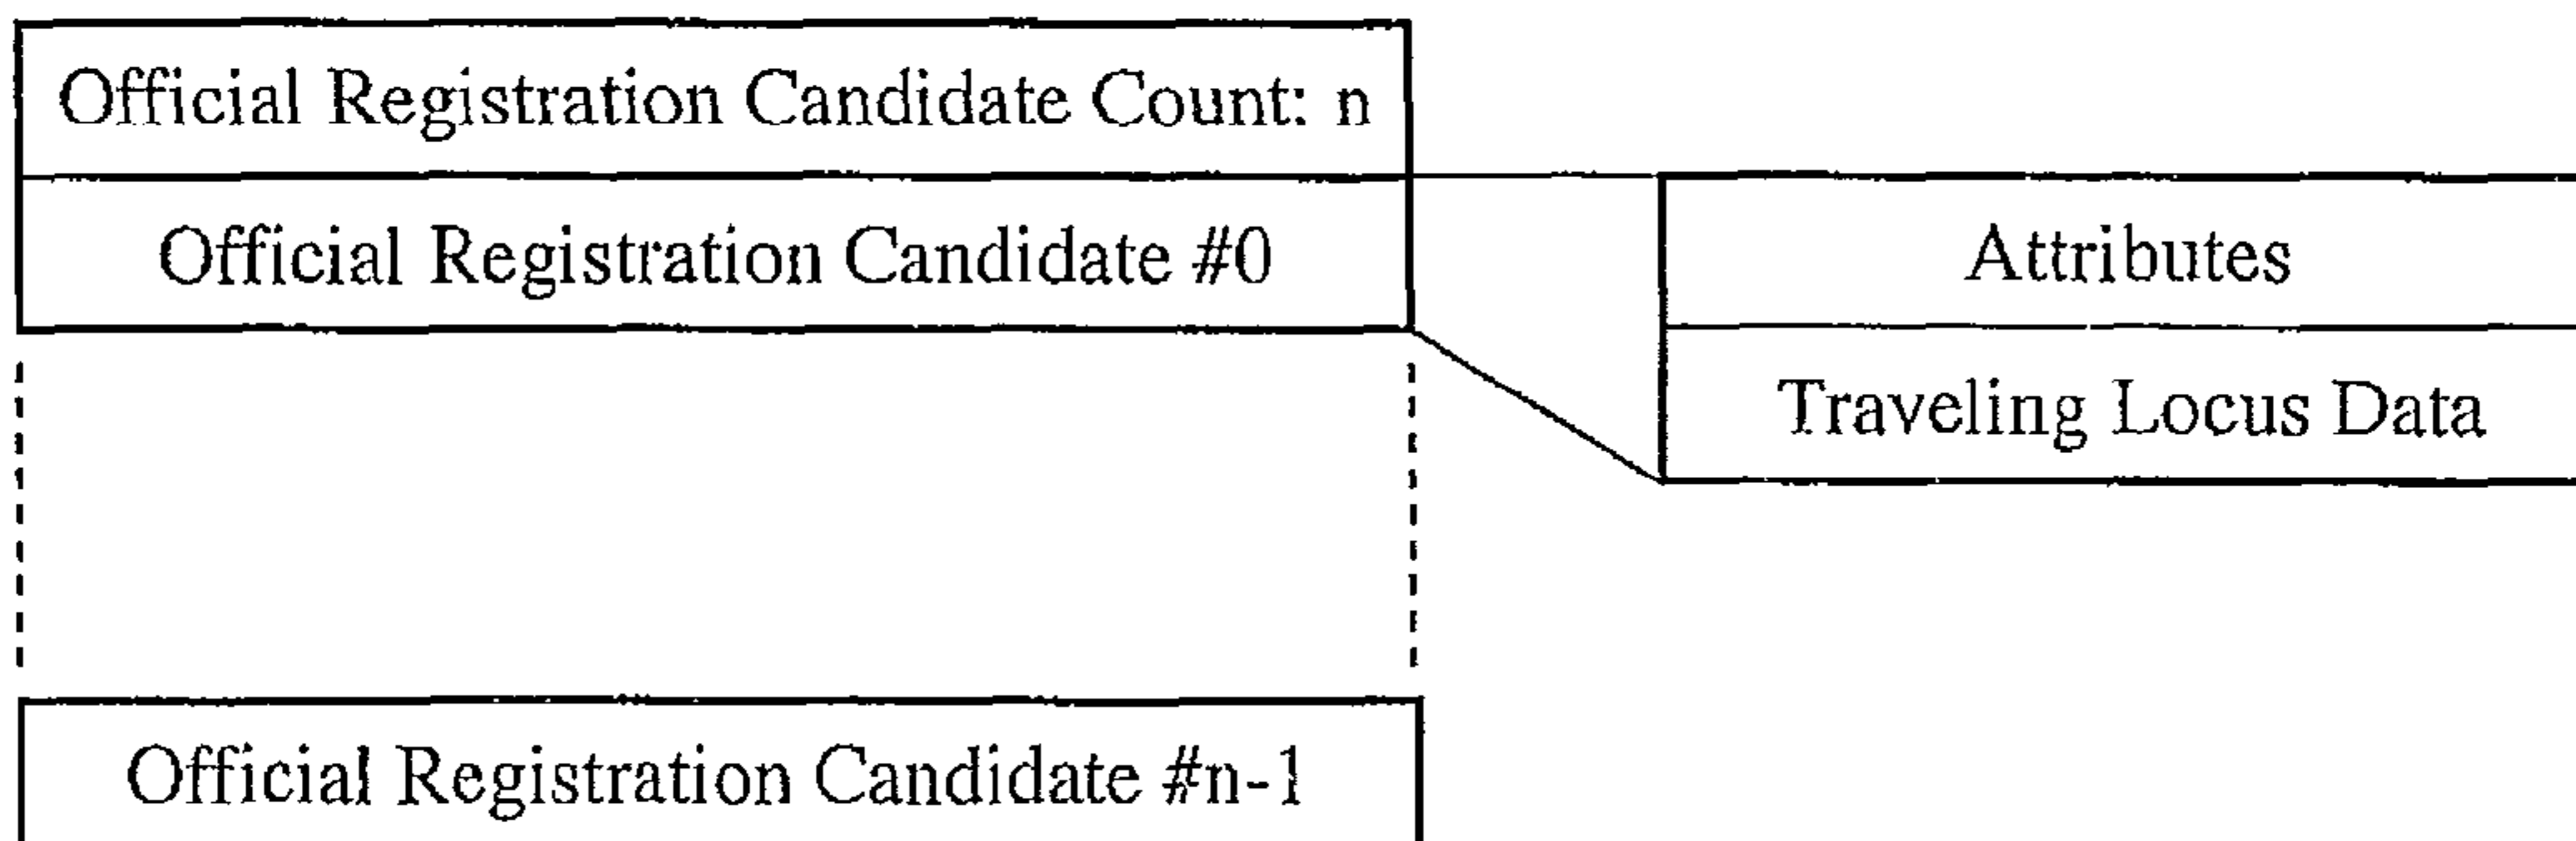 Official Registration Candidate Count: n
Official Registration Candidate #0
Attributes
Traveling Locus Data
Official Registration Candidate #n-1